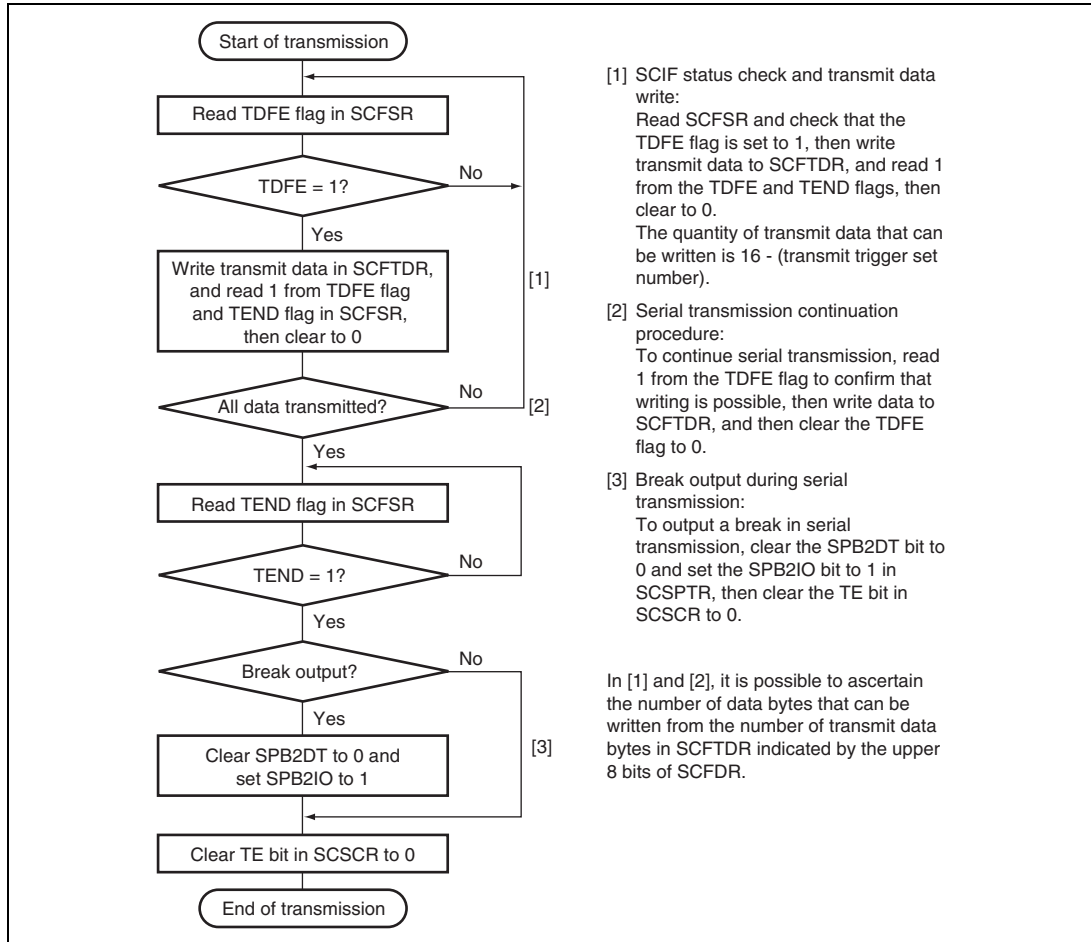 Start of transmission
Read TDFE flag in SCFSR
TDFE = 1?
No
Yes
Write transmit data in SCFTDR,
and read 1 from TDFE flag
and TEND flag in SCFSR,
then clear to 0
[1]
All data transmitted?
No
[2]
Yes
Read TEND flag in SCFSR
TEND = 1?
No
Yes
Break output?
No
Yes
Clear SPB2DT to 0 and
set SPB2IO to 1
[3]
Clear TE bit in SCSCR to 0
End of transmission
[1] SCIF status check and transmit data
write:
Read SCFSR and check that the
TDFE flag is set to 1, then write
transmit data to SCFTDR, and read 1
from the TDFE and TEND flags, then
clear to 0.
The quantity of transmit data that can
be written is 16 - (transmit trigger set
number).
[2] Serial transmission continuation
procedure:
To continue serial transmission, read
1 from the TDFE flag to confirm that
writing is possible, then write data to
SCFTDR, and then clear the TDFE
flag to 0.
[3] Break output during serial
transmission:
To output a break in serial
transmission, clear the SPB2DT bit to
0 and set the SPB2IO bit to 1 in
SCSPTR, then clear the TE bit in
SCSCR to 0.
In [1] and [2], it is possible to ascertain
the number of data bytes that can be
written from the number of transmit data
bytes in SCFTDR indicated by the upper
8 bits of SCFDR.